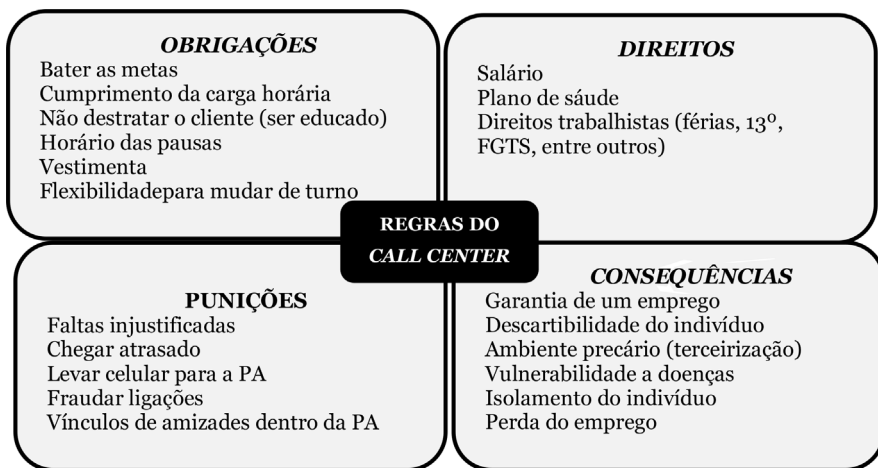 OBRIGAÇÕES
Bater as metas
Cumprimento da carga horária
Não destratar o cliente (ser educado)
Horário das pausas
Vestimenta
Flexibilidadepara mudar de turno
DIREITOS
Salário
Plano de sáude
Direitos trabalhistas (férias, 13º,
FGTS, entre outros)
REGRAS DO
CALL CENTER
PUNIÇÕES
Faltas injustificadas
Chegar atrasado
Levar celular para a PA
Fraudar ligações
Vínculos de amizades dentro da PA
CONSEQUÊNCIAS
Garantia de um emprego
Descartibilidade do indivíduo
Ambiente precário (terceirização)
Vulnerabilidade a doenças
Isolamento do indivíduo
Perda do emprego